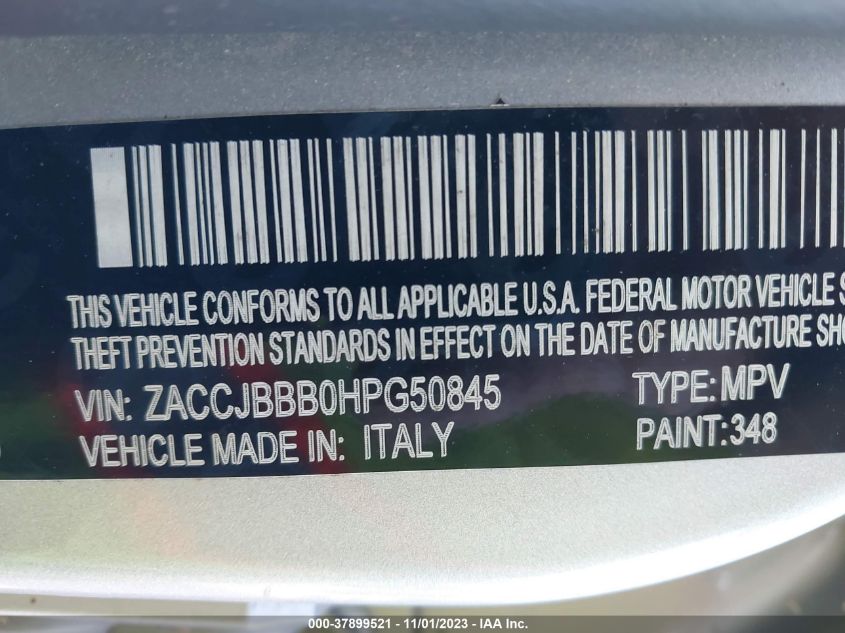 THIS VEHICLE CONFORMS TO ALL APPLICABLE U.S.A. FEDERAL MOTOR VEHICLE
THEFT PREVENTION STANDARDS IN EFFECT ON THE DATE OF MANUFACTURE
VIN: ZACCJBBB0HPG50845 TYPE: MPV
VEHICLE MADE IN: ITALY PAINT: 348
000-37899521 - 11/01/2023 - IAA Inc.